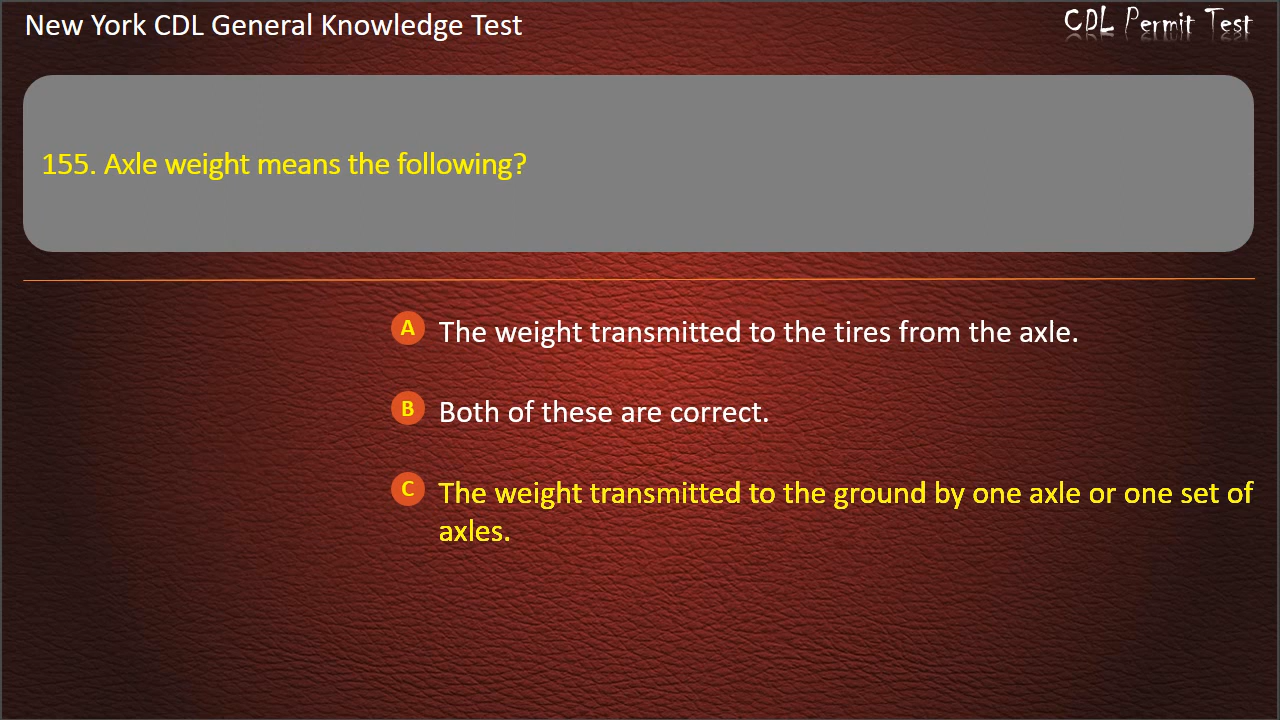 New York CDL General Knowledge Test
CDL Permit Test
155. Axle weight means the following?
A The weight transmitted to the tires from the axle.
B Both of these are correct.
C The weight transmitted to the ground by one axle or one set of
axles.